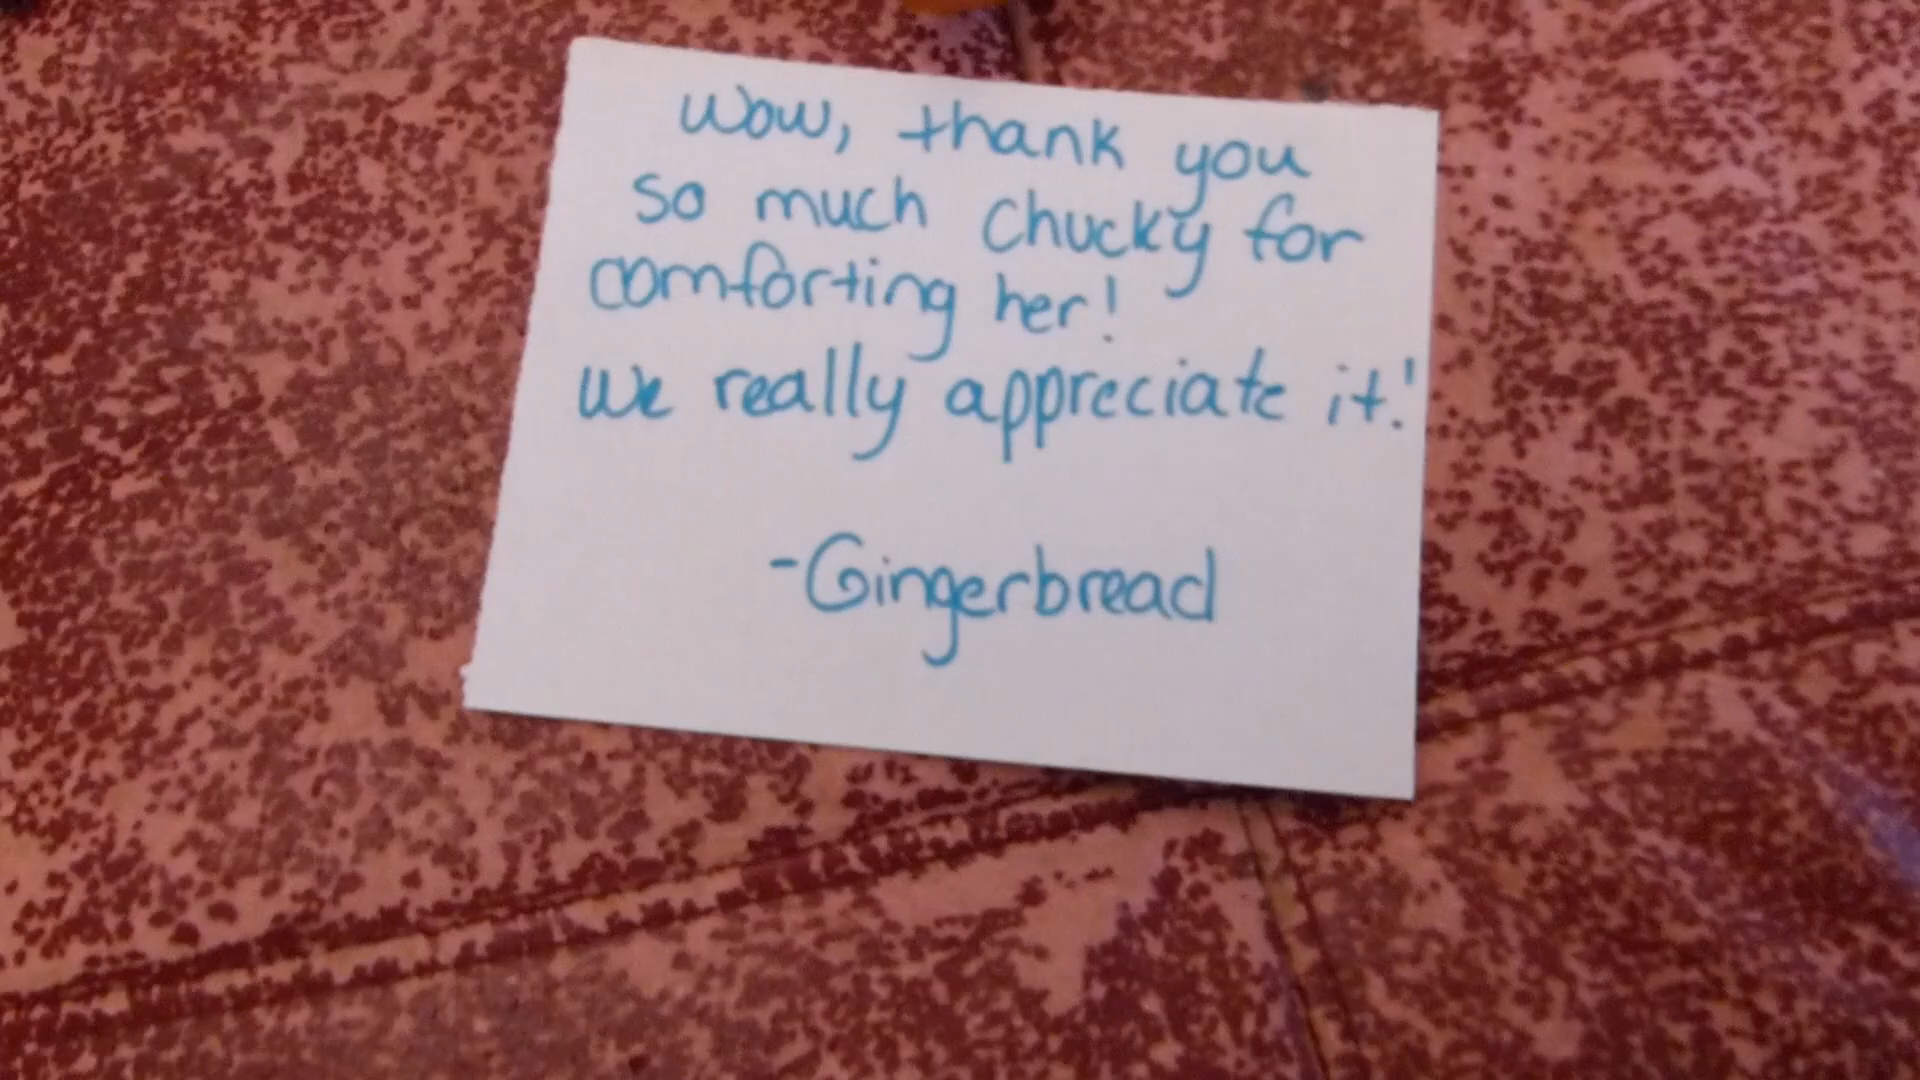 Wow, thank you
so much Chucky for
comforting her!
We really appreciate it!
-Gingerbread